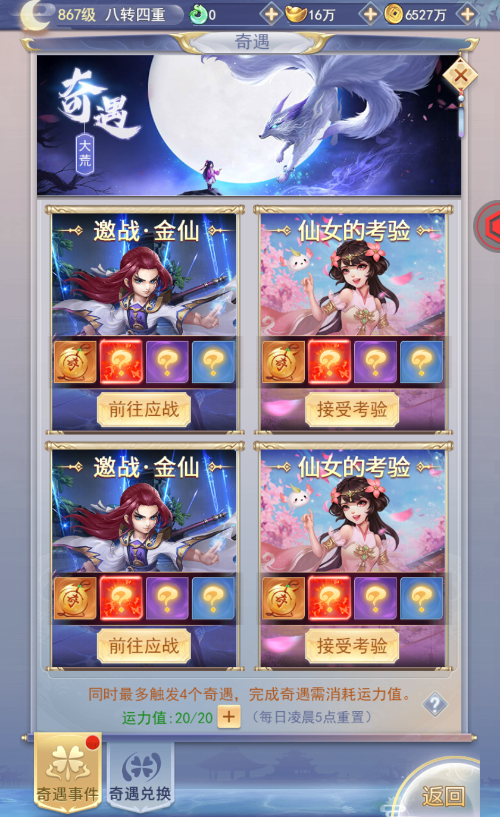 867级 八转四重 0 16万 6527万
奇遇
奇遇
大荒
邀战·金仙 仙女的考验
前往应战 接受考验
邀战·金仙 仙女的考验
前往应战 接受考验
同时最多触发4个奇遇，完成奇遇需消耗运力值。
运力值:20/20 （每日凌晨5点重置）
奇遇事件 奇遇兑换 返回